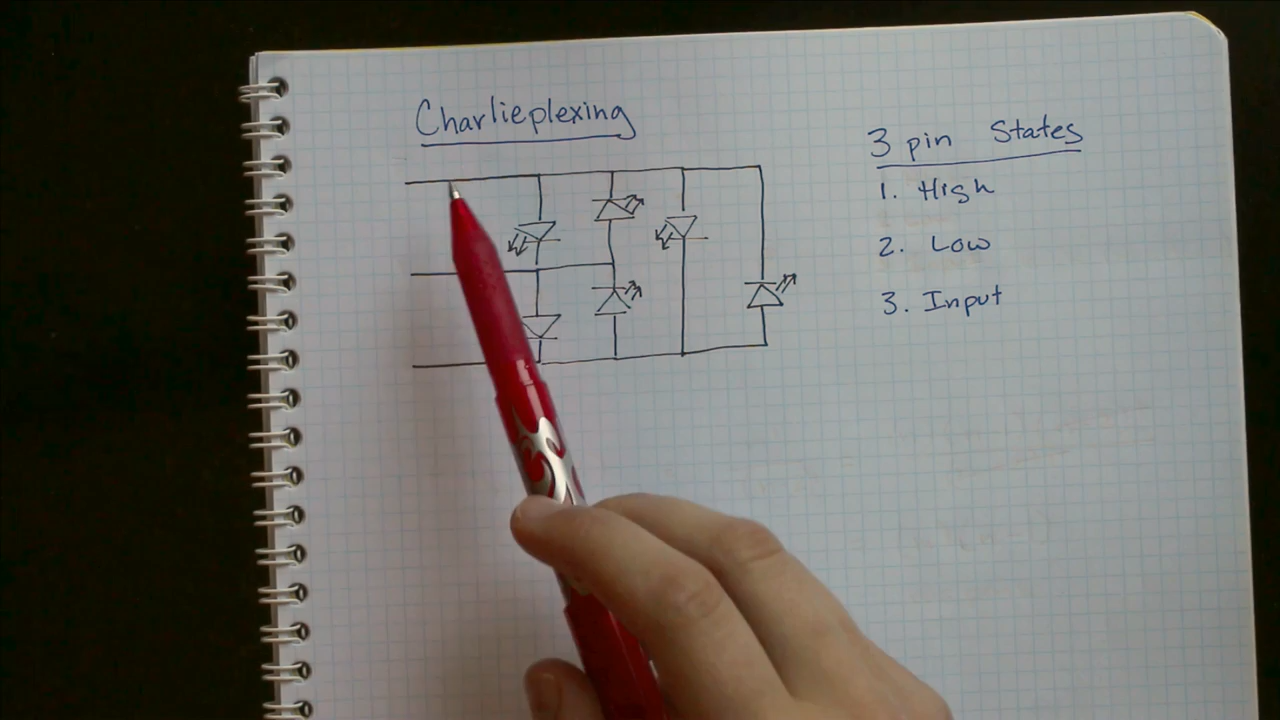 Charlieplexing
3 pin States
1. High
2. Low
3. Input